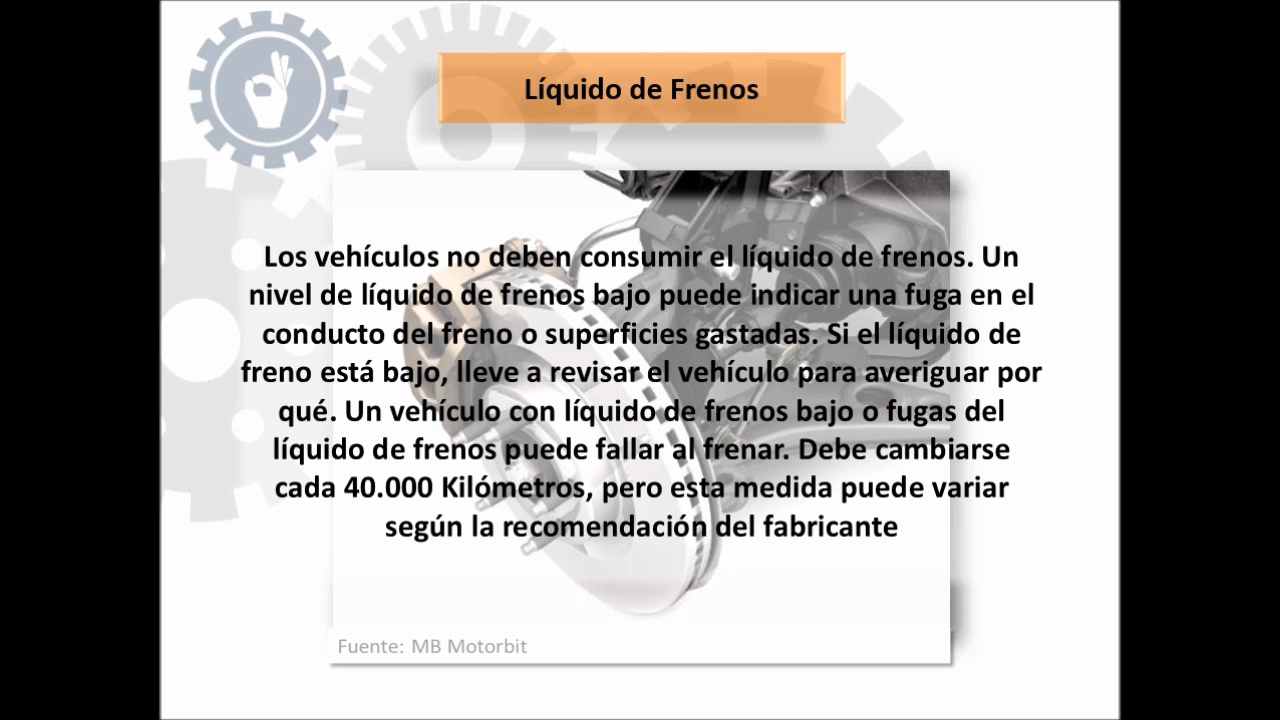 Líquido de Frenos
Los vehículos no deben consumir el líquido de frenos. Un
nivel de líquido de frenos bajo puede indicar una fuga en el
conducto del freno o superficies gastadas. Si el líquido de
freno está bajo, lleve a revisar el vehículo para averiguar por
qué. Un vehículo con líquido de frenos bajo o fugas del
líquido de frenos puede fallar al frenar. Debe cambiarse
cada 40.000 Kilómetros, pero esta medida puede variar
según la recomendación del fabricante
Fuente: MB Motorbit